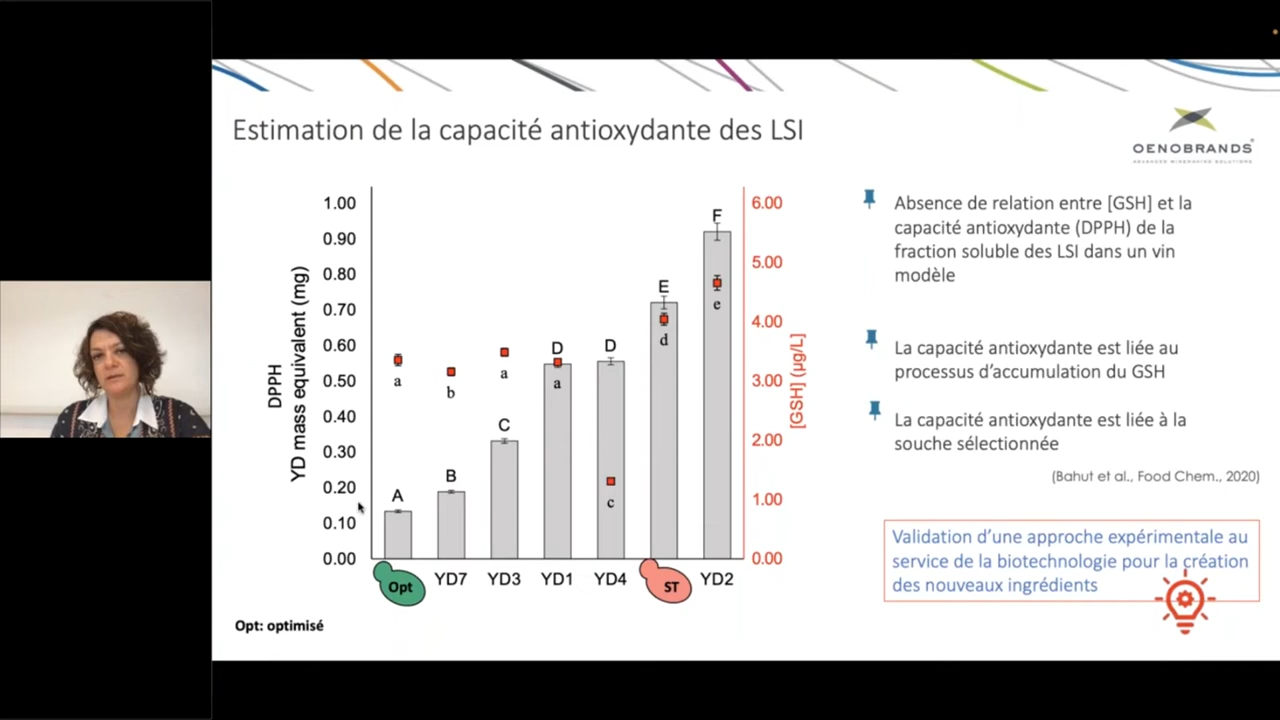 Estimation de la capacité antioxydante des LSI
OENOBRANDS
ADVANCED WINEMAKING SOLUTIONS
1.00
0.90
0.80
0.70
0.60
0.50
0.40
0.30
0.20
0.10
0.00
DPPH
YD mass equivalent (mg)
A
B
C
D
D
E
F
a
b
a
a
c
d
e
6.00
5.00
4.00
3.00
2.00
1.00
0.00
[GSH] (µg/L)
Opt
YD7
YD3
YD1
YD4
ST
YD2
Opt: optimisé
Absence de relation entre [GSH] et la
capacité antioxydante (DPPH) de la
fraction soluble des LSI dans un vin
modèle
La capacité antioxydante est liée au
processus d’accumulation du GSH
La capacité antioxydante est liée à la
souche sélectionnée
(Bahut et al., Food Chem., 2020)
Validation d’une approche expérimentale au
service de la biotechnologie pour la création
des nouveaux ingrédients